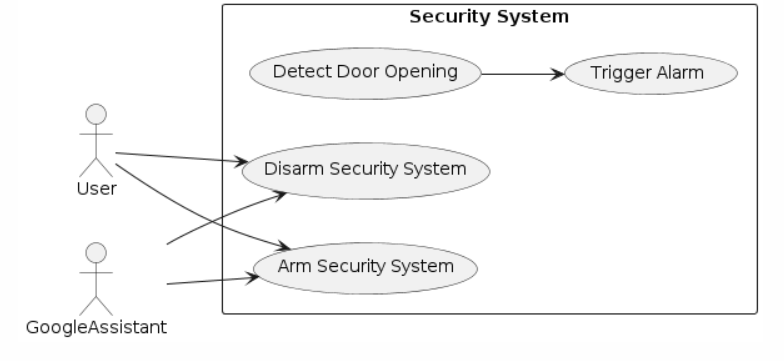 Security System
Detect Door Opening
Trigger Alarm
Disarm Security System
User
Arm Security System
GoogleAssistant